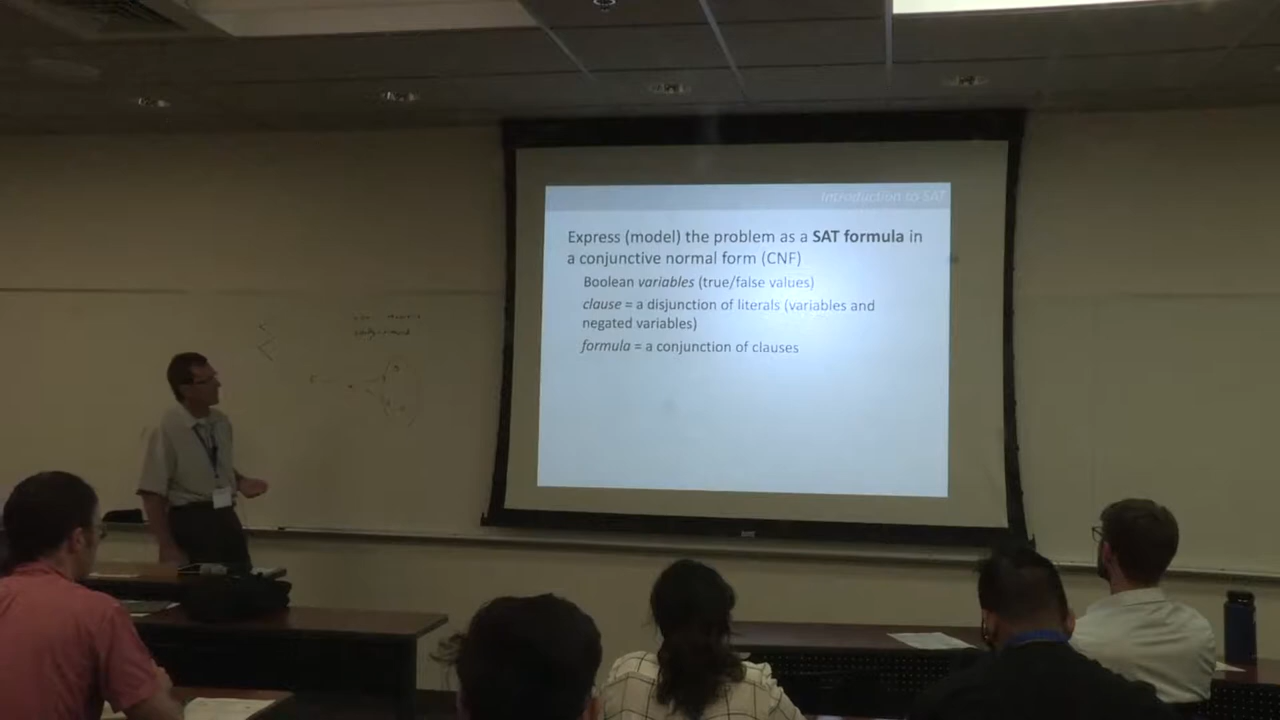 Introduction to SAT
Express (model) the problem as a SAT formula in
a conjunctive normal form (CNF)
Boolean variables (true/false values)
clause = a disjunction of literals (variables and
negated variables)
formula = a conjunction of clauses